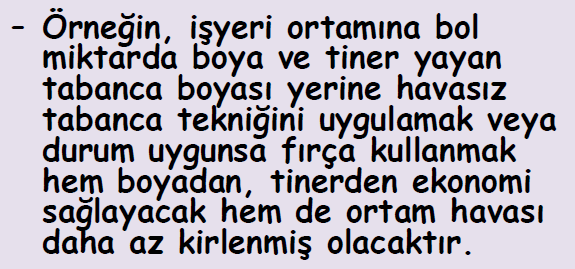 - Örneğin, işyeri ortamına bol
miktarda boya ve tiner yayan
tabanca boyası yerine havasız
tabanca tekniğini uygulamak veya
durum uygunsa fırça kullanmak
hem boyadan, tinerden ekonomi
sağlayacak hem de ortam havası
daha az kirlenmiş olacaktır.